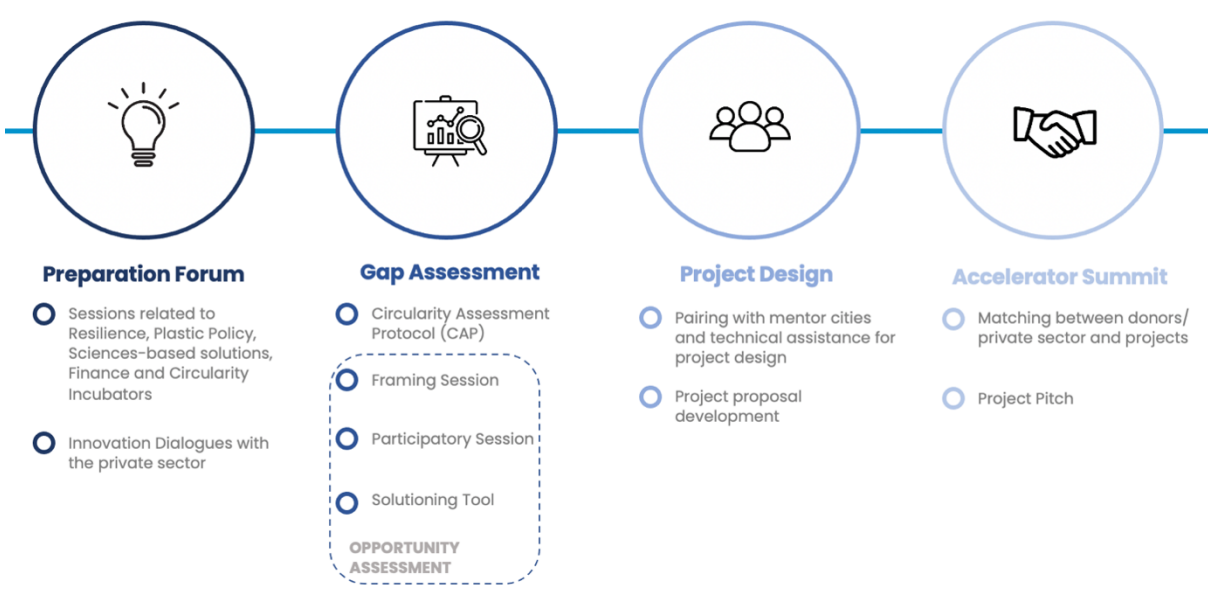 Preparation Forum
Sessions related to
Resilience, Plastic Policy,
Sciences-based solutions,
Finance and Circularity
Incubators
Innovation Dialogues with
the private sector
Gap Assessment
Circularity Assessment
Protocol (CAP)
Framing Session
Participatory Session
Solutioning Tool
OPPORTUNITY
ASSESSMENT
Project Design
Pairing with mentor cities
and technical assistance for
project design
Project proposal
development
Accelerator Summit
Matching between donors/
private sector and projects
Project Pitch